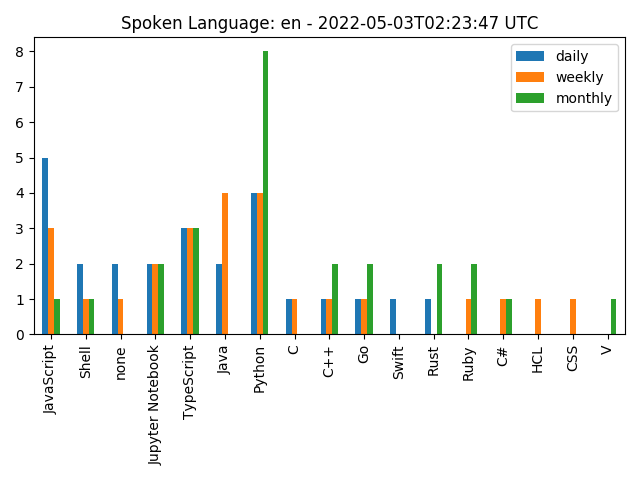 Spoken Language: en - 2022-05-03T02:23:47 UTC
daily
weekly
monthly
8
7
6
5
4
3
2
1
0
JavaScript
Shell
none
Jupyter Notebook
TypeScript
Java
Python
C
C++
Go
Swift
Rust
Ruby
C#
HCL
CSS
V